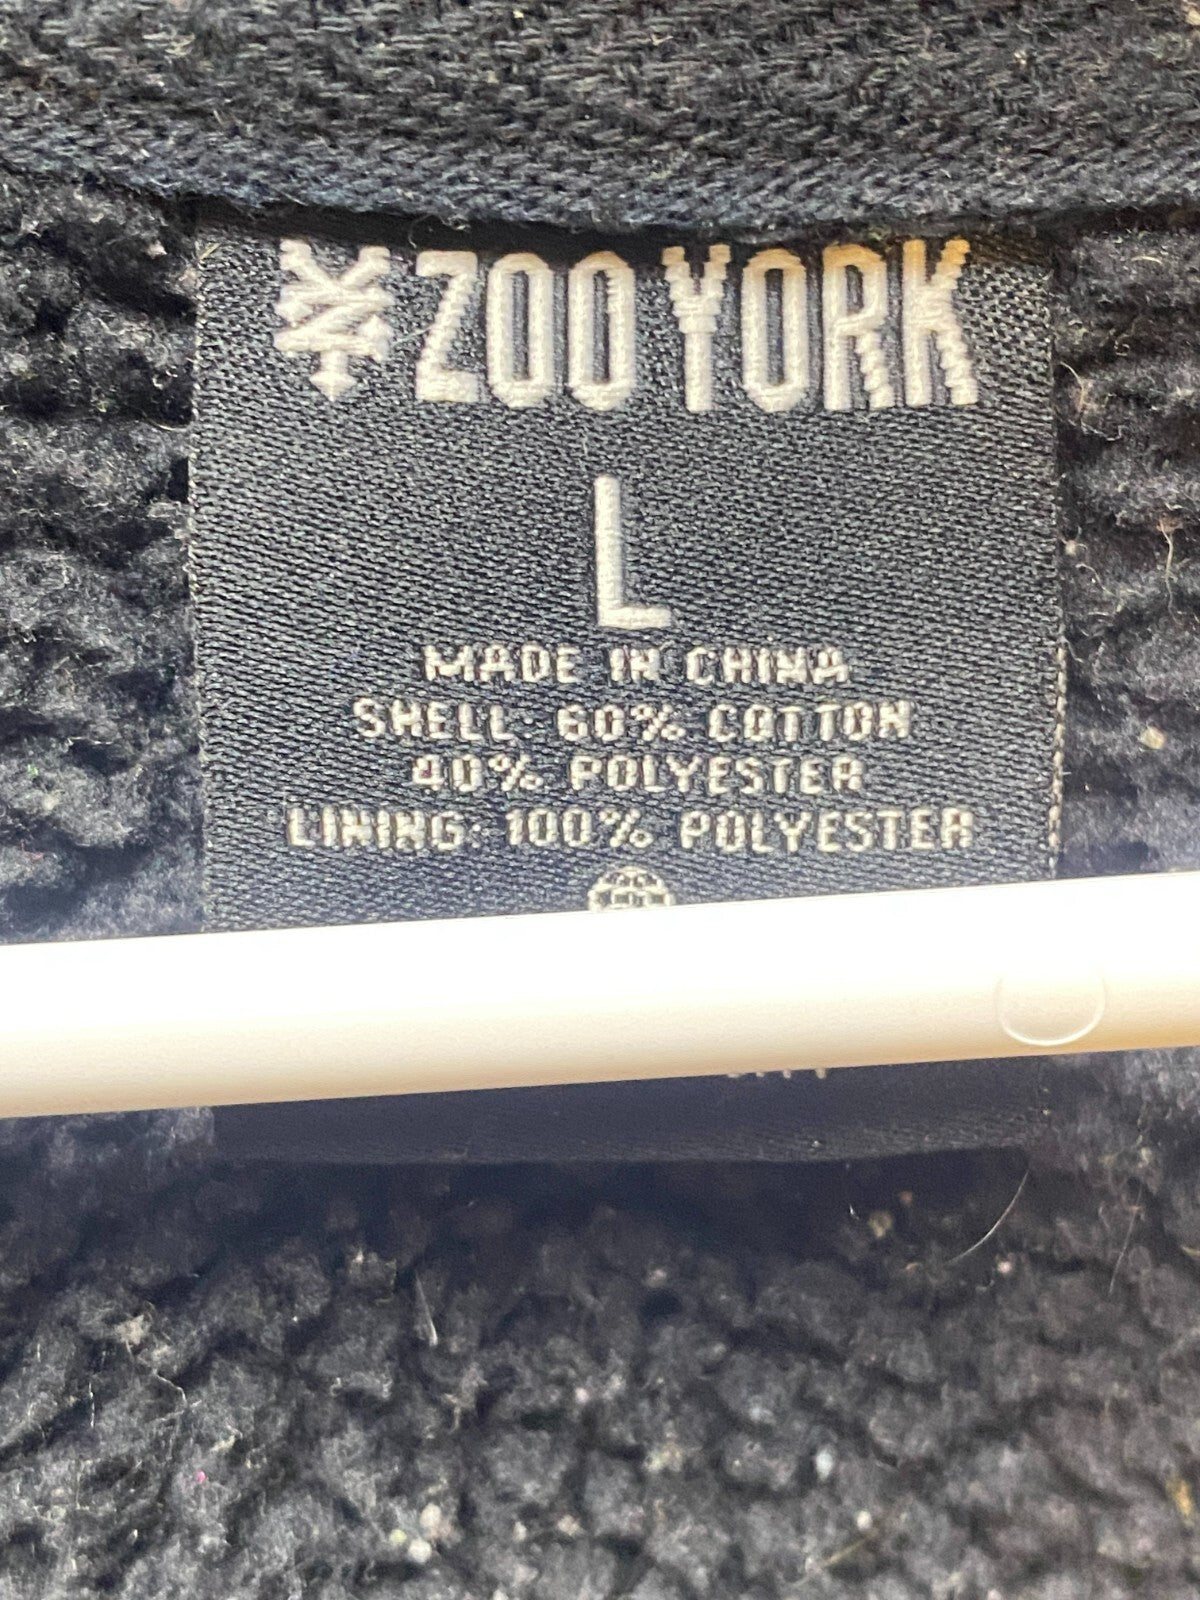 ZOO YORK
L
MADE IN CHINA
SHELL: 60% COTTON
40% POLYESTER
LINING: 100% POLYESTER